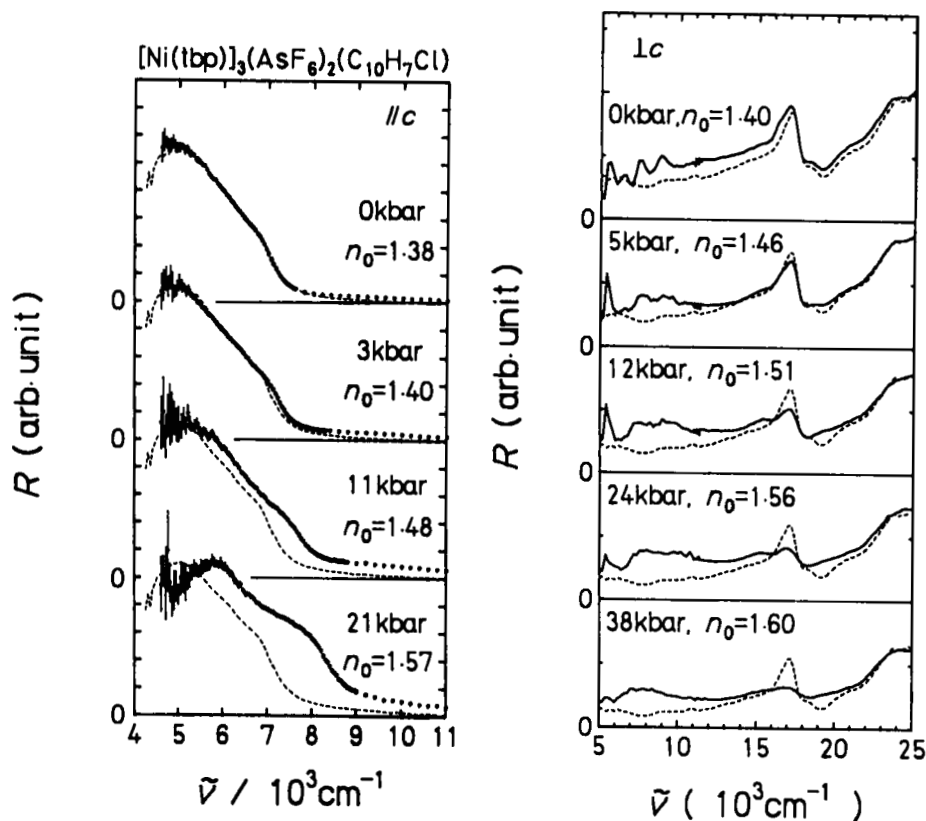 [Ni(tbp)]₃(AsF₆)₂(C₁₀H₇Cl)
//c
0kbar
n₀=1·38
0
3kbar
n₀=1·40
0
11kbar
n₀=1·48
0
21kbar
n₀=1·57
0
R (arb·unit)
4 5 6 7 8 9 10 11
ṽ / 10³cm⁻¹
⊥c
0kbar, n₀=1·40
0
5kbar, n₀=1·46
0
12kbar, n₀=1·51
0
24kbar, n₀=1·56
0
38kbar, n₀=1·60
0
R (arb·unit)
5 10 15 20 25
ṽ ( 10³cm⁻¹ )